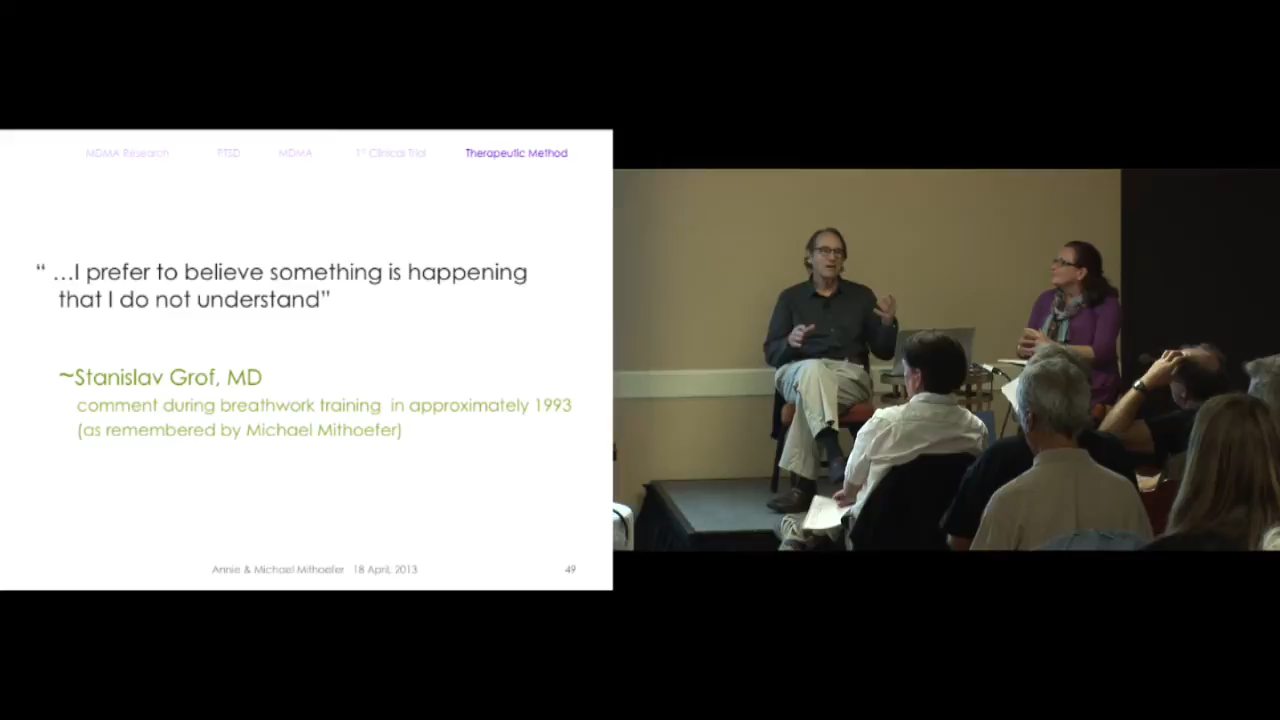 MDMA Research PTSD MDMA 1st Clinical Trial Therapeutic Method
“ …I prefer to believe something is happening
that I do not understand”
~Stanislav Grof, MD
comment during breathwork training in approximately 1993
(as remembered by Michael Mithoefer)
Annie & Michael Mithoefer 18 April, 2013 49